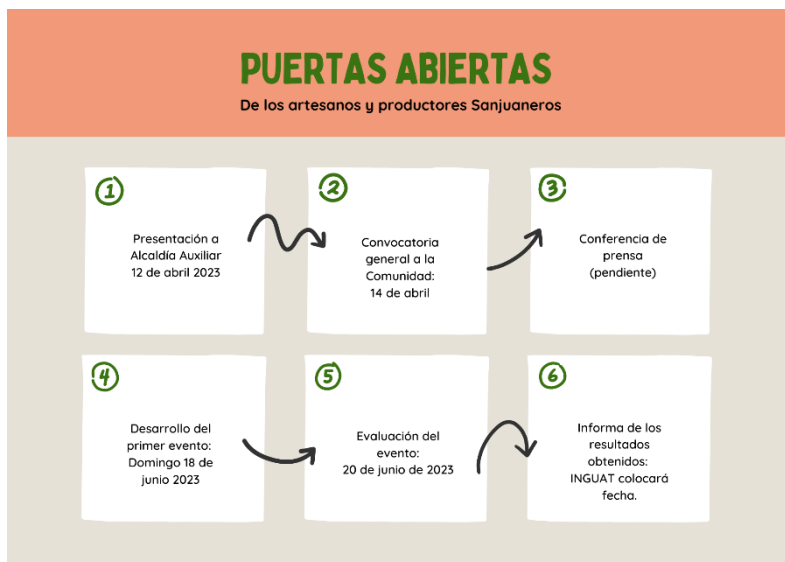 PUERTAS ABIERTAS
De los artesanos y productores Sanjuaneros
1
Presentación a
Alcaldía Auxiliar
12 de abril 2023
2
Convocatoria
general a la
Comunidad:
14 de abril
3
Conferencia de
prensa
(pendiente)
4
Desarrollo del
primer evento:
Domingo 18 de
junio 2023
5
Evaluación del
evento:
20 de junio de 2023
6
Informa de los
resultados
obtenidos:
INGUAT colocará
fecha.